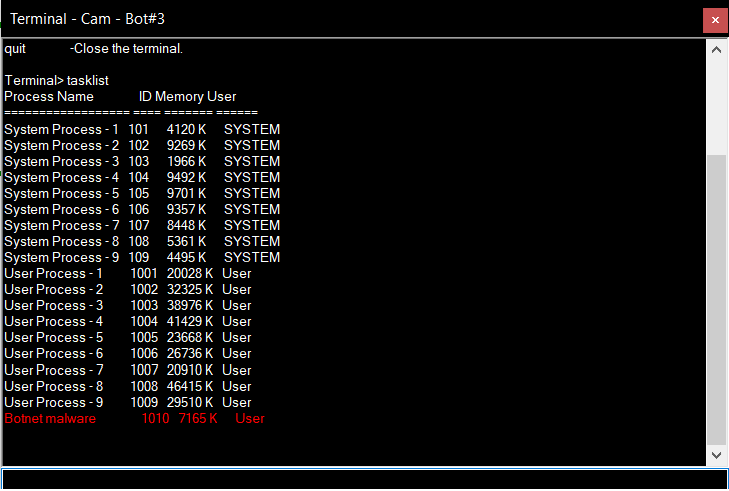 Terminal - Cam - Bot#3
quit -Close the terminal.
Terminal> tasklist
Process Name ID Memory User
================== ==== ======= ======
System Process - 1 101 4120 K SYSTEM
System Process - 2 102 9269 K SYSTEM
System Process - 3 103 1966 K SYSTEM
System Process - 4 104 9492 K SYSTEM
System Process - 5 105 9701 K SYSTEM
System Process - 6 106 9357 K SYSTEM
System Process - 7 107 8448 K SYSTEM
System Process - 8 108 5361 K SYSTEM
System Process - 9 109 4495 K SYSTEM
User Process - 1 1001 20028 K User
User Process - 2 1002 32325 K User
User Process - 3 1003 38976 K User
User Process - 4 1004 41429 K User
User Process - 5 1005 23668 K User
User Process - 6 1006 26736 K User
User Process - 7 1007 20910 K User
User Process - 8 1008 46415 K User
User Process - 9 1009 29510 K User
Botnet malware 1010 7165 K User